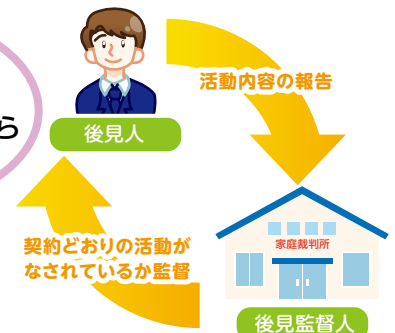 ら
後見人
活動内容の報告
契約どおりの活動が
なされているか監督
家庭裁判所
後見監督人